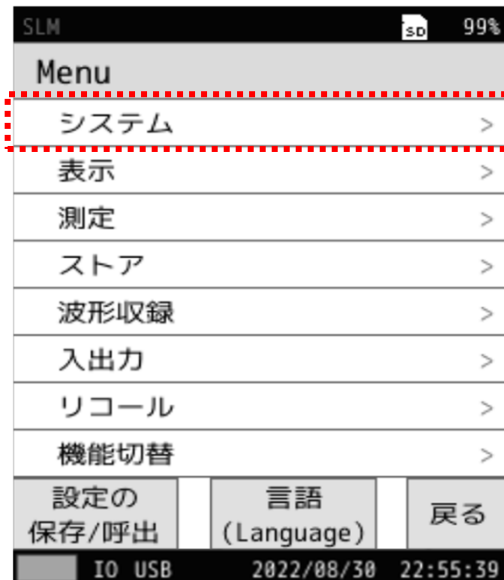 SLM SD 99%
Menu
システム >
表示 >
測定 >
ストア >
波形収録 >
入出力 >
リコール >
機能切替 >
設定の
保存/呼出
言語
(Language)
戻る
IO USB 2022/08/30 22:55:39